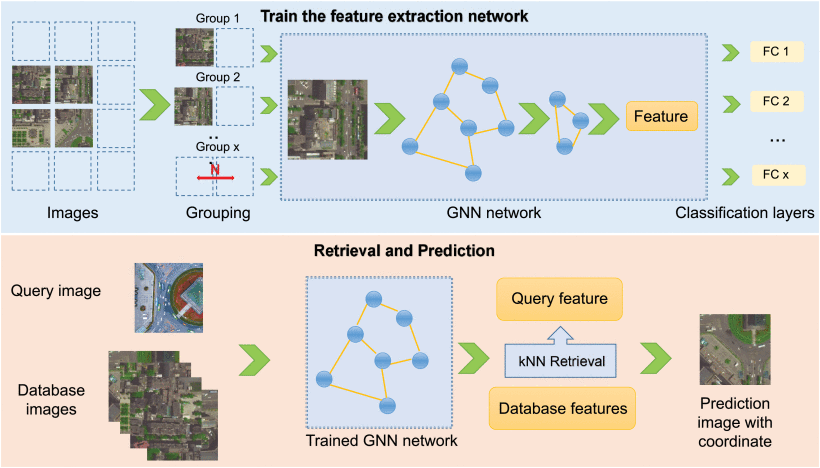 Train the feature extraction network
Group 1
Group 2
..
Group x
N
FC 1
FC 2
...
FC x
Feature
Images
Grouping
GNN network
Classification layers
Retrieval and Prediction
Query image
Database
images
Trained GNN network
Query feature
kNN Retrieval
Database features
Prediction
image with
coordinate